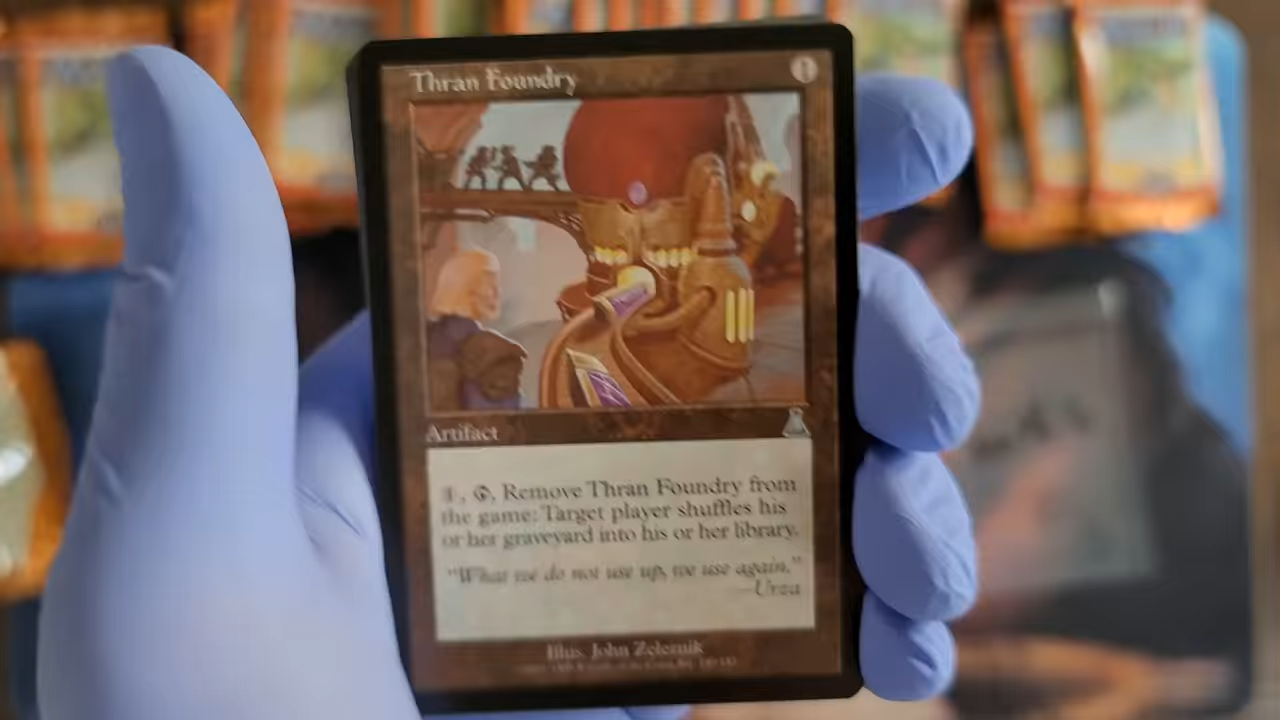 Thran Foundry
1
Artifact
1, , Remove Thran Foundry from
the game: Target player shuffles his
or her graveyard into his or her library.
"What we do not use up, we use again."
—Urza
Illus. John Zeleznik